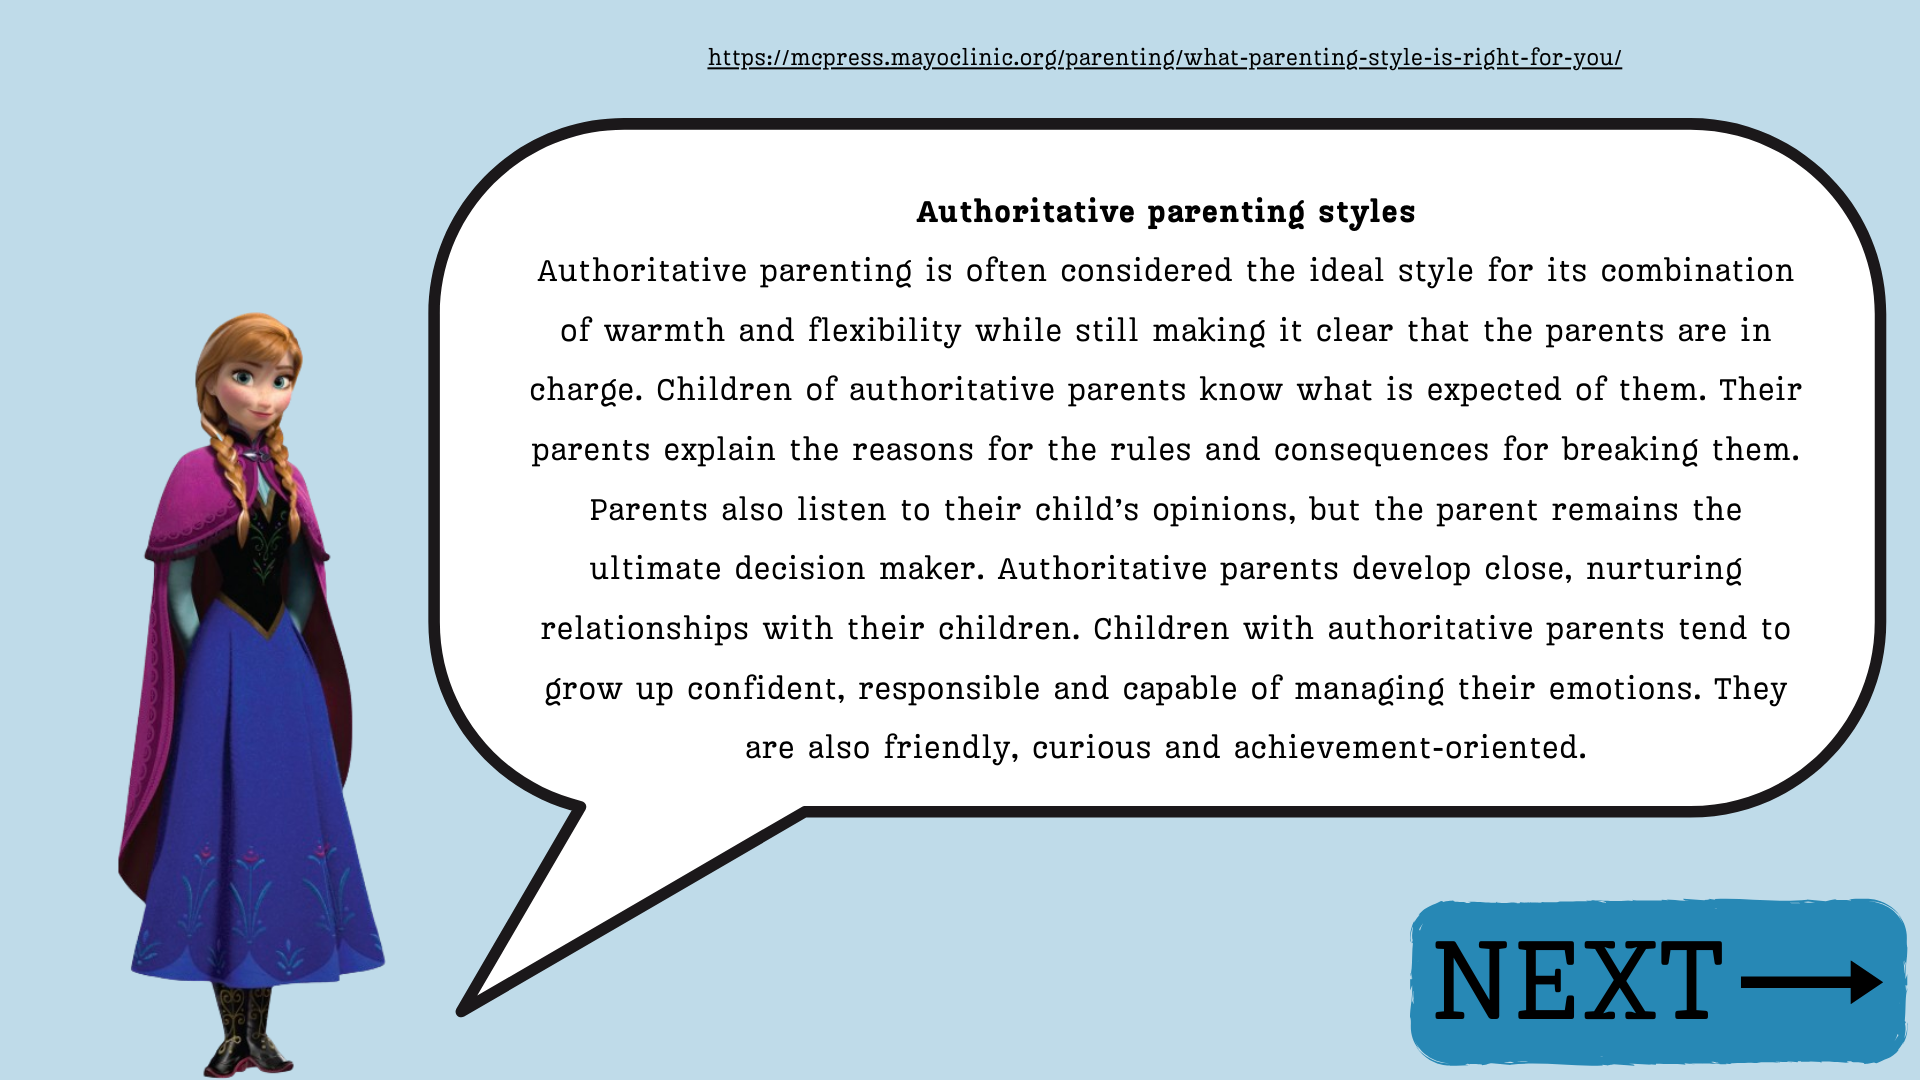 https://mcpress.mayoclinic.org/parenting/what-parenting-style-is-right-for-you/
Authoritative parenting styles
Authoritative parenting is often considered the ideal style for its combination
of warmth and flexibility while still making it clear that the parents are in
charge. Children of authoritative parents know what is expected of them. Their
parents explain the reasons for the rules and consequences for breaking them.
Parents also listen to their child’s opinions, but the parent remains the
ultimate decision maker. Authoritative parents develop close, nurturing
relationships with their children. Children with authoritative parents tend to
grow up confident, responsible and capable of managing their emotions. They
are also friendly, curious and achievement-oriented.
NEXT